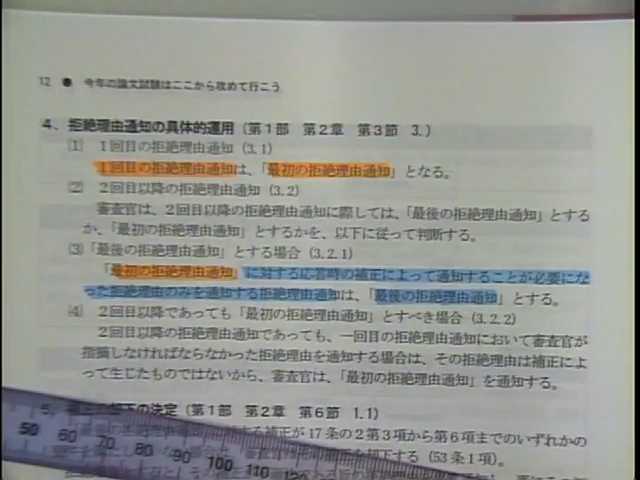 12 ● 今年の論文試験はここから攻めて行こう
4．拒絶理由通知の具体的運用（第1部 第2章 第3節 3.）
(1) 1回目の拒絶理由通知（3.1）
1回目の拒絶理由通知は、「最初の拒絶理由通知」となる。
(2) 2回目以降の拒絶理由通知（3.2）
審査官は、2回目以降の拒絶理由通知に際しては、「最後の拒絶理由通知」とする
か、「最初の拒絶理由通知」とするかを、以下に従って判断する。
(3)「最後の拒絶理由通知」とする場合（3.2.1）
「最初の拒絶理由通知」に対する応答時の補正によって通知することが必要にな
った拒絶理由のみを通知する拒絶理由通知は、「最後の拒絶理由通知」とする。
(4) 2回目以降であっても「最初の拒絶理由通知」とすべき場合（3.2.2）
2回目以降の拒絶理由通知であっても、一回目の拒絶理由通知において審査官が
指摘しなければならなかった拒絶理由を通知する場合は、その拒絶理由は補正によ
って生じたものではないから、審査官は、「最初の拒絶理由通知」を通知する。
5. の決定（第1部 第2章 第6節 1.1）
補正が17条の2第3項から第6項までのいずれかの
下する（53条1項）。
50 60 70 80 90 100 110 120